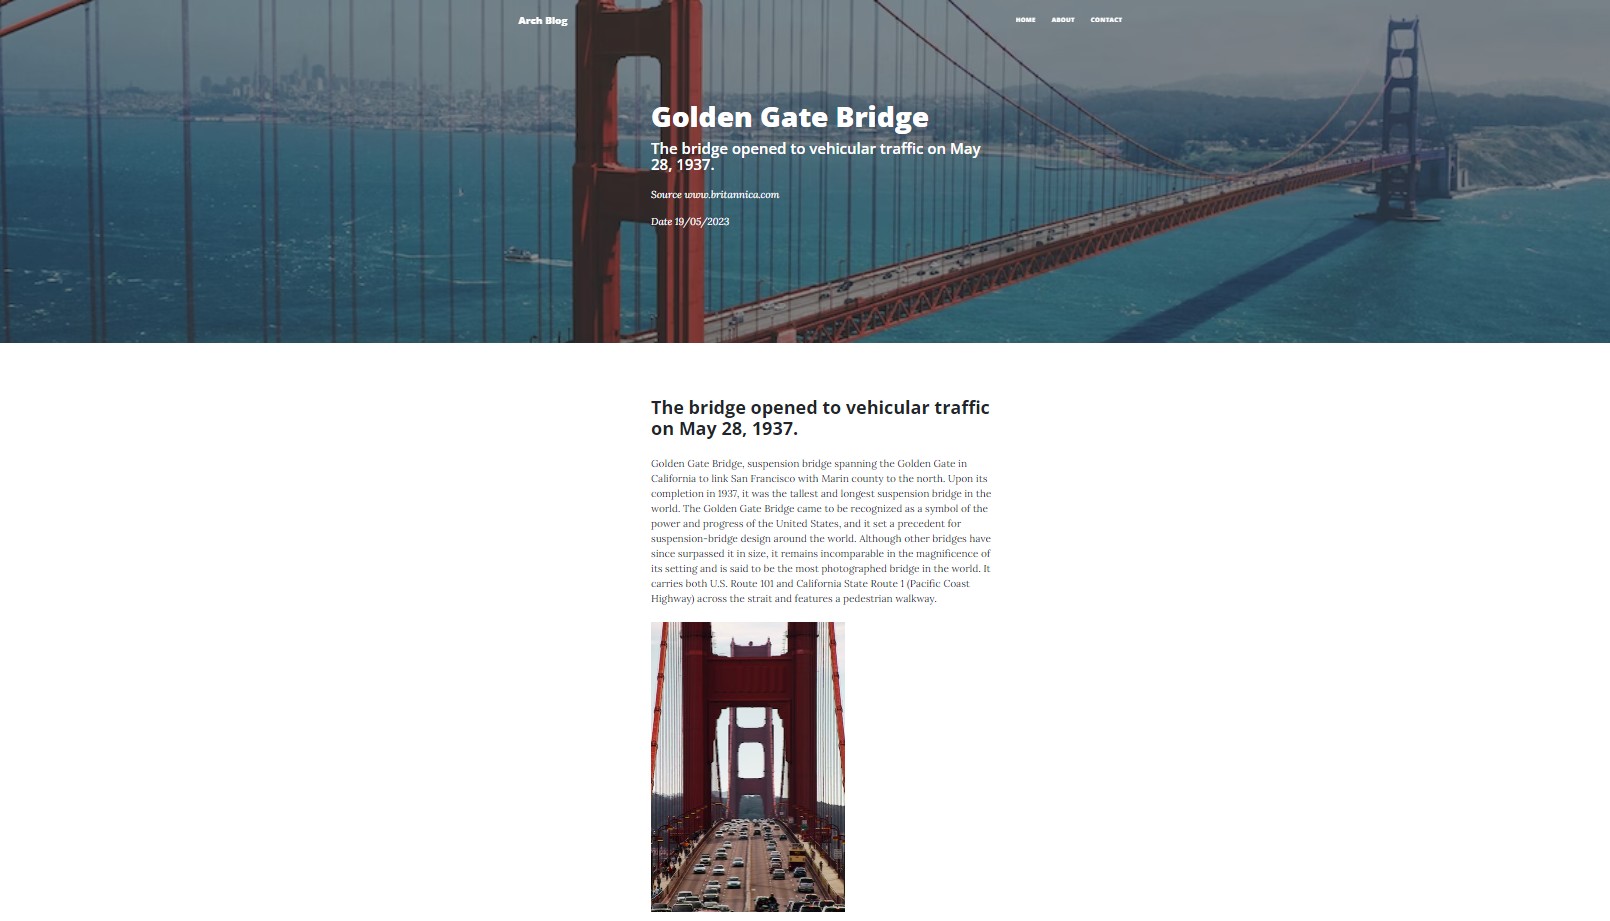 Arch Blog
HOME ABOUT CONTACT
Golden Gate Bridge
The bridge opened to vehicular traffic on May
28, 1937.
Source www.britannica.com
Date 19/05/2023
The bridge opened to vehicular traffic
on May 28, 1937.
Golden Gate Bridge, suspension bridge spanning the Golden Gate in
California to link San Francisco with Marin county to the north. Upon its
completion in 1937, it was the tallest and longest suspension bridge in the
world. The Golden Gate Bridge came to be recognized as a symbol of the
power and progress of the United States, and it set a precedent for
suspension-bridge design around the world. Although other bridges have
since surpassed it in size, it remains incomparable in the magnificence of
its setting and is said to be the most photographed bridge in the world. It
carries both U.S. Route 101 and California State Route 1 (Pacific Coast
Highway) across the strait and features a pedestrian walkway.